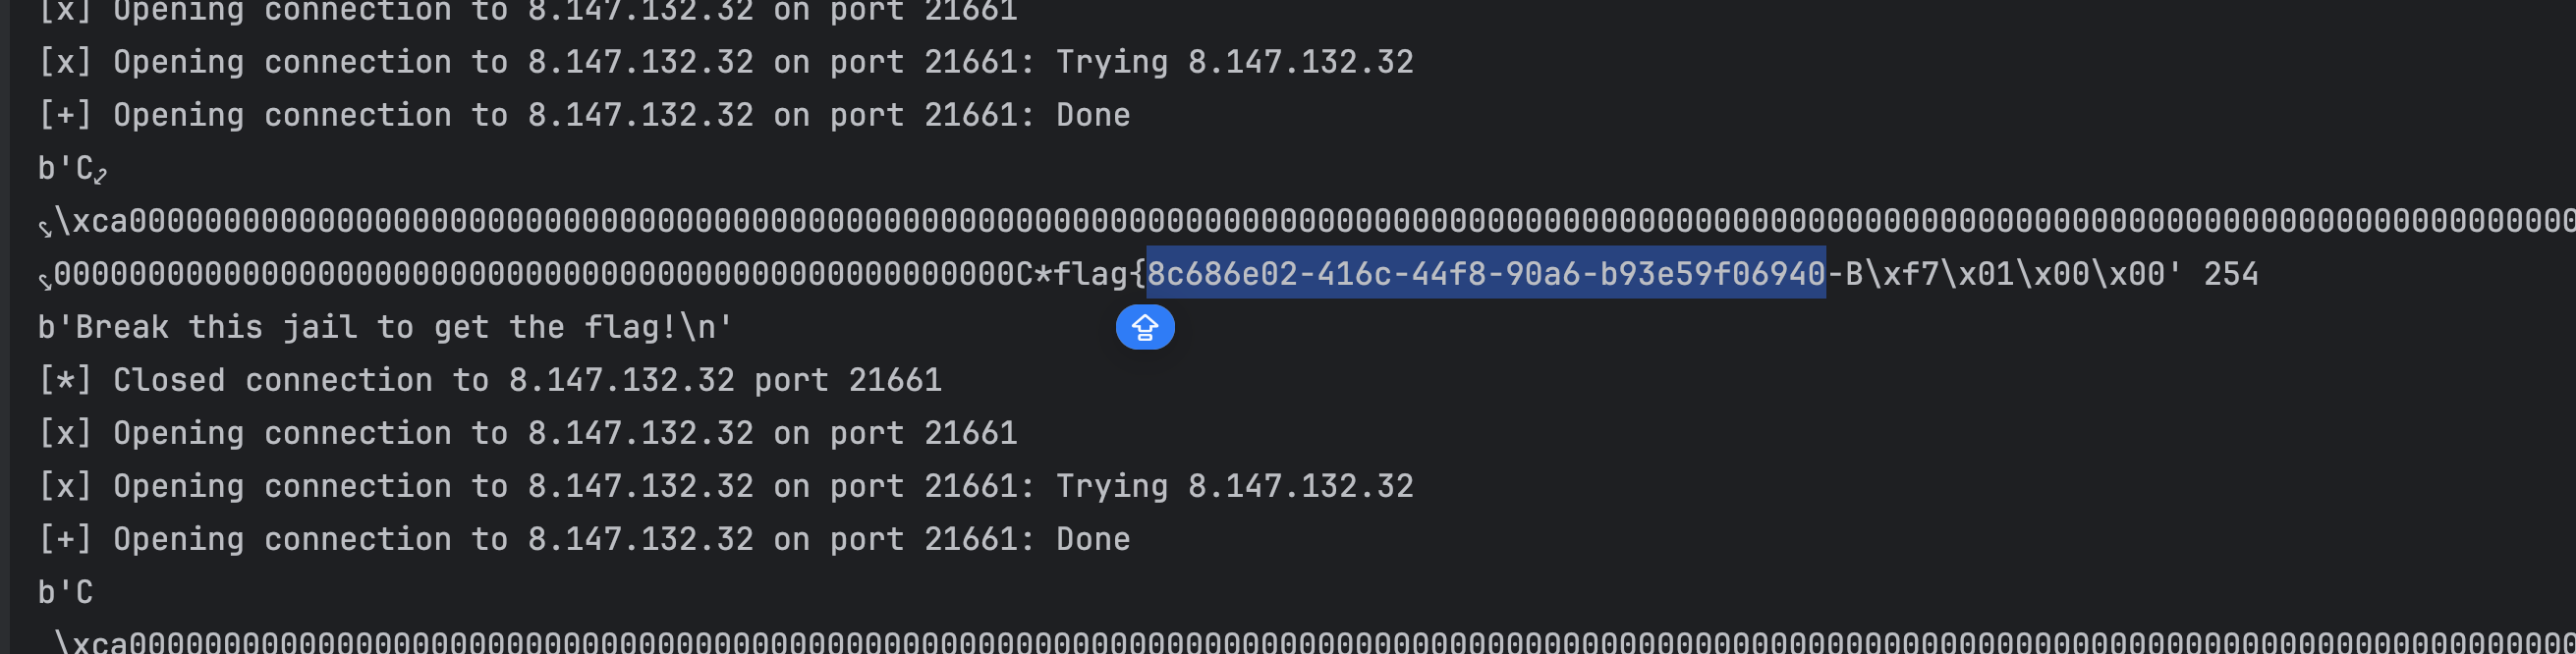 [x] Opening connection to 8.147.132.32 on port 21661
[x] Opening connection to 8.147.132.32 on port 21661: Trying 8.147.132.32
[+] Opening connection to 8.147.132.32 on port 21661: Done
b'C
\xca0000000000000000000000000000000000000000000000000000000000000000000000000000000000000000000000000000000000000000000000000000000000
000000000000000000000000000000000000000000000000000C*flag{8c686e02-416c-44f8-90a6-b93e59f06940-B\xf7\x01\x00\x00' 254
b'Break this jail to get the flag!\n'
[*] Closed connection to 8.147.132.32 port 21661
[x] Opening connection to 8.147.132.32 on port 21661
[x] Opening connection to 8.147.132.32 on port 21661: Trying 8.147.132.32
[+] Opening connection to 8.147.132.32 on port 21661: Done
b'C
\xca0000000000000000000000000000000000000000000000000000000000000000000000000000000000000000000000000000000000000000000000000000000000